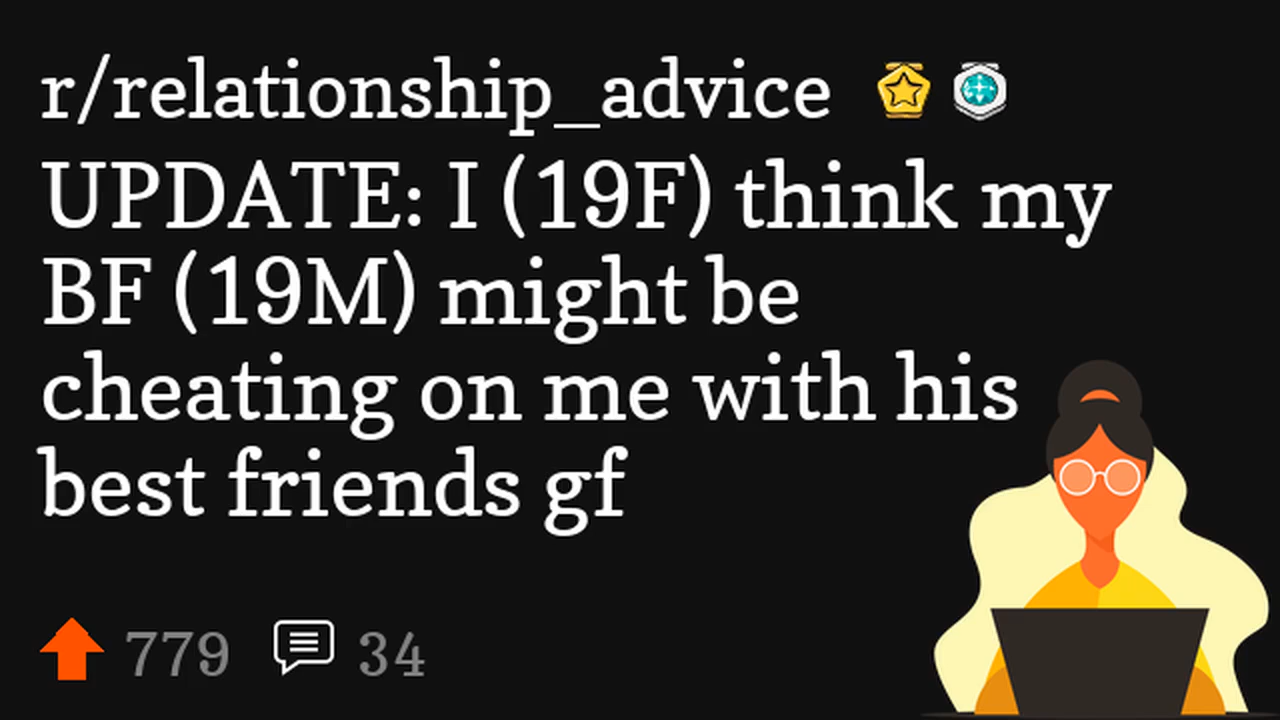 r/relationship_advice
UPDATE: I (19F) think my
BF (19M) might be
cheating on me with his
best friends gf
779 34